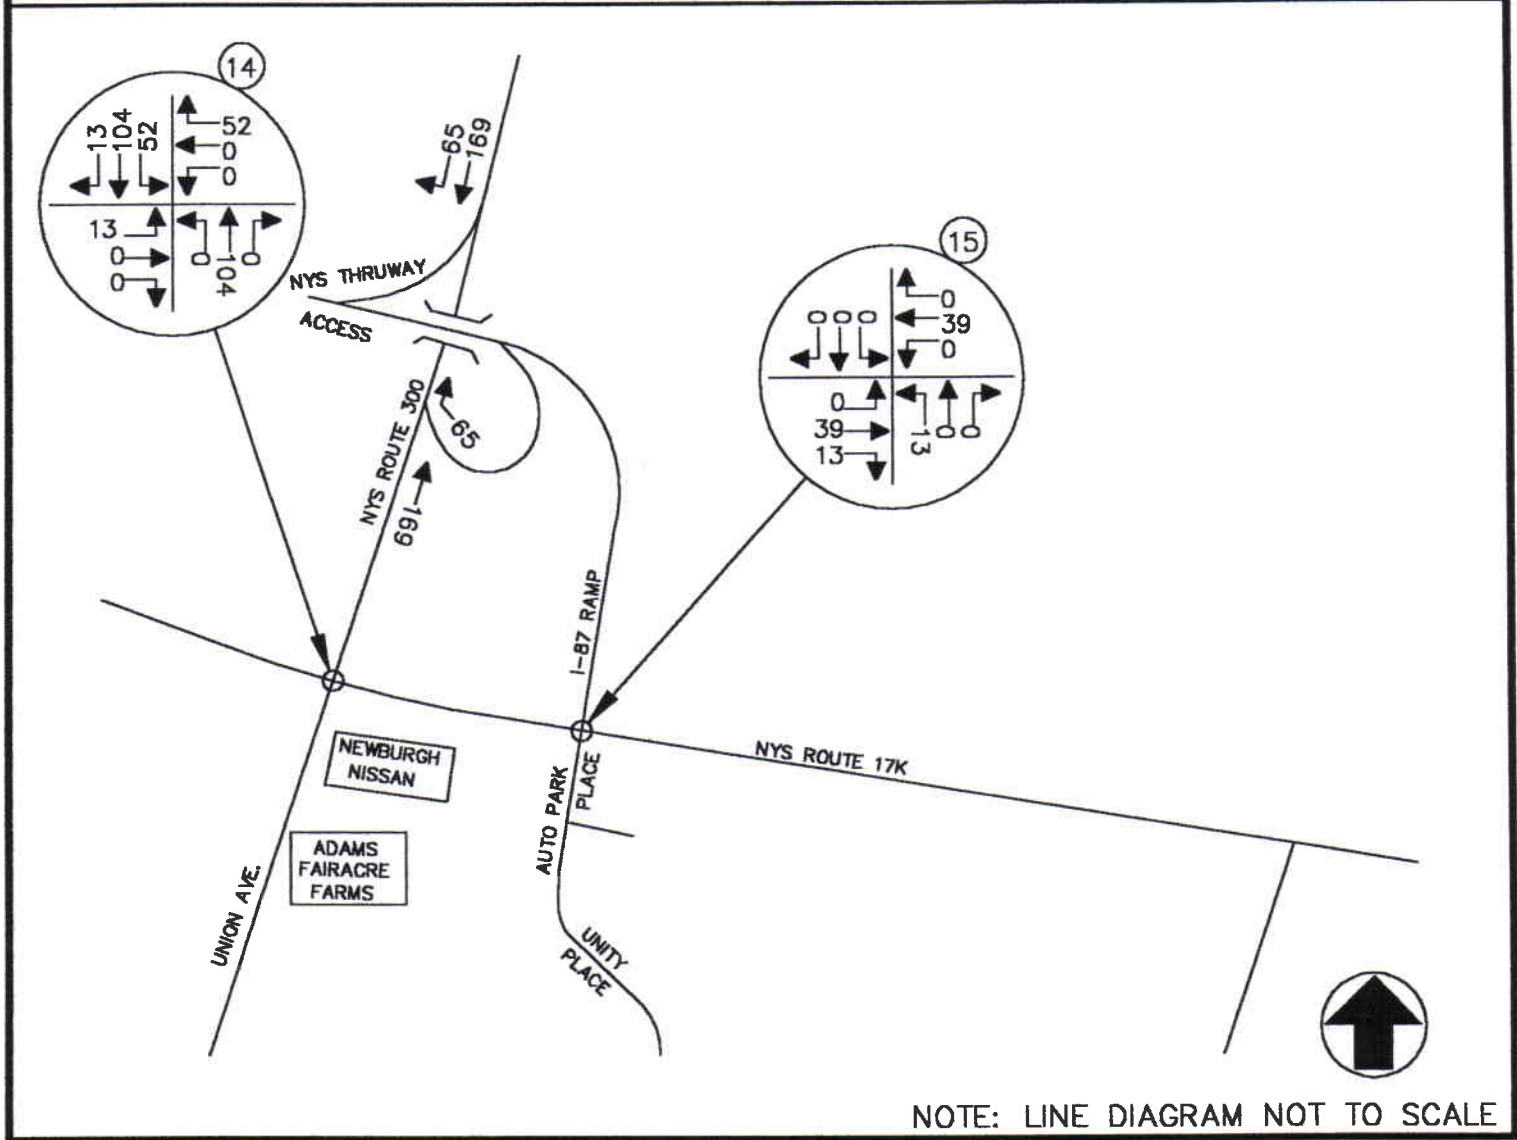 14
13
104
52
52
0
0
13
0
0
0
104
0
65
169
NYS THRUWAY
ACCESS
15
0
0
0
0
39
0
0
39
13
13
0
0
NYS ROUTE 300
65
169
I-87 RAMP
NEWBURGH
NISSAN
NYS ROUTE 17K
AUTO PARK
PLACE
ADAMS
FAIRACRE
FARMS
UNION AVE.
UNITY
PLACE
NOTE: LINE DIAGRAM NOT TO SCALE